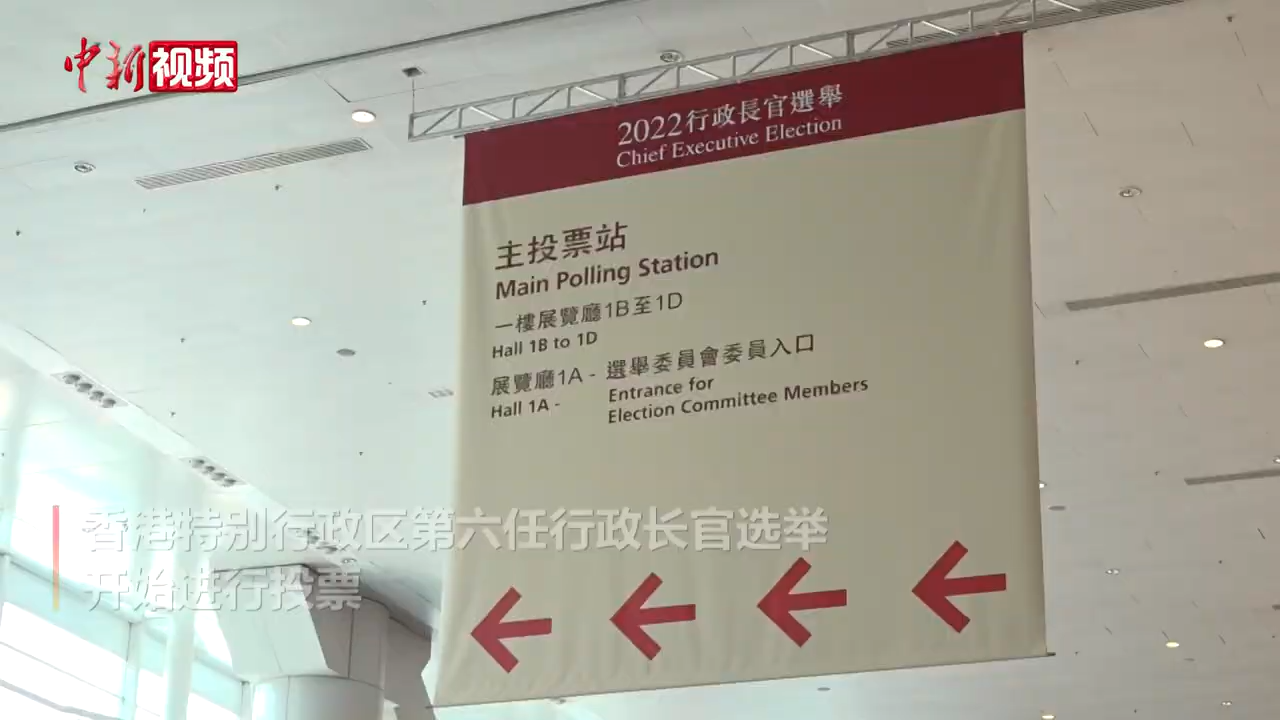 中新视频
2022行政長官選舉
Chief Executive Election
主投票站
Main Polling Station
一樓展覽廳1B至1D
Hall 1B to 1D
展覽廳1A - 選舉委員會委員入口
Hall 1A - Entrance for
Election Committee Members
香港特别行政区第六任行政长官选举
开始进行投票